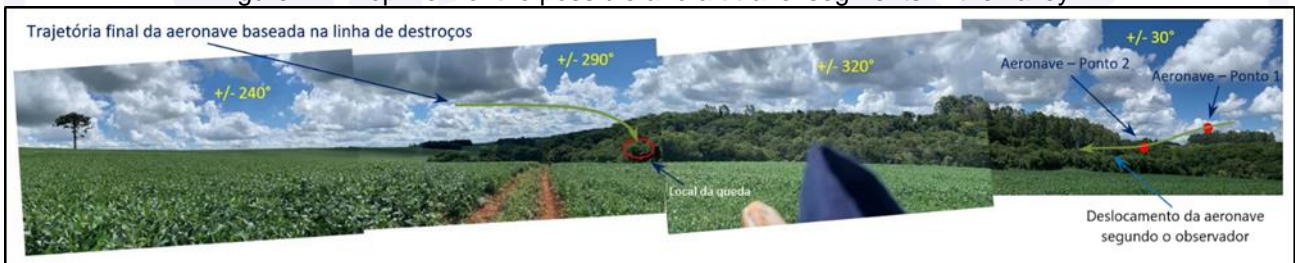 Trajetória final da aeronave baseada na linha de destroços
+/- 240°
+/- 290°
+/- 320°
+/- 30°
Aeronave – Ponto 2
Aeronave – Ponto 1
Local da queda
Deslocamento da aeronave
segundo o observador